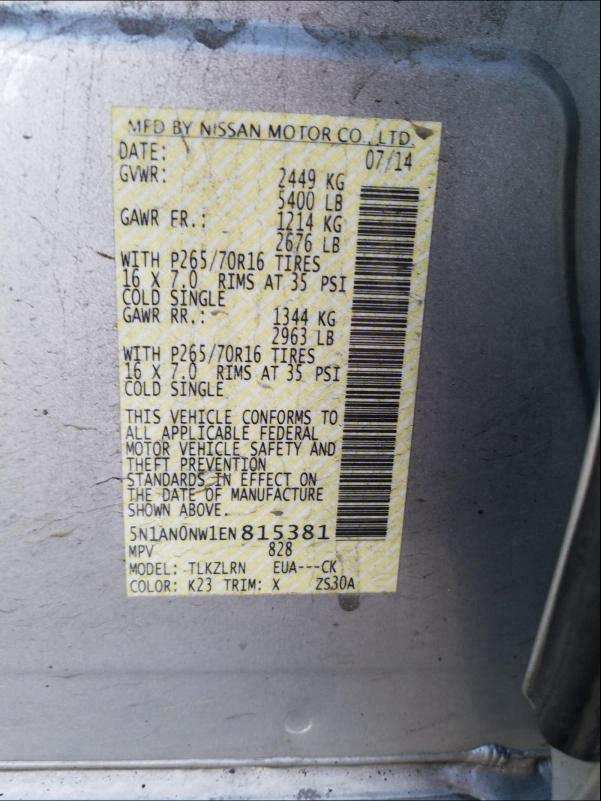 MFD BY NISSAN MOTOR CO., LTD.
DATE: 07/14
GVWR: 2449 KG
5400 LB
GAWR FR.: 1214 KG
2676 LB
WITH P265/70R16 TIRES
16 X 7.0 RIMS AT 35 PSI
COLD SINGLE
GAWR RR.: 1344 KG
2963 LB
WITH P265/70R16 TIRES
16 X 7.0 RIMS AT 35 PSI
COLD SINGLE
THIS VEHICLE CONFORMS TO
ALL APPLICABLE FEDERAL
MOTOR VEHICLE SAFETY AND
THEFT PREVENTION
STANDARDS IN EFFECT ON
THE DATE OF MANUFACTURE
SHOWN ABOVE.
5N1AN0NW1EN815381
MPV 828
MODEL: TLKZLRN EUA---CK
COLOR: K23 TRIM: X ZS30A